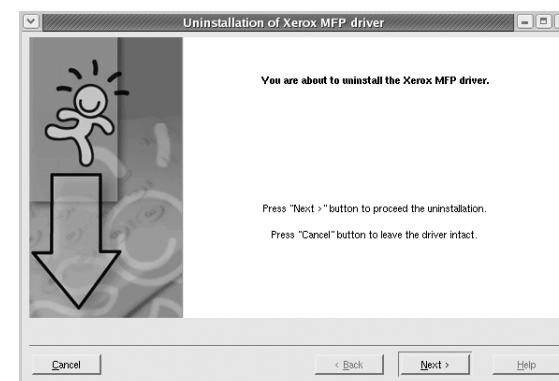 Uninstallation of Xerox MFP driver
You are about to uninstall the Xerox MFP driver.
Press "Next >" button to proceed the uninstallation.
Press "Cancel" button to leave the driver intact.
Cancel < Back Next > Help